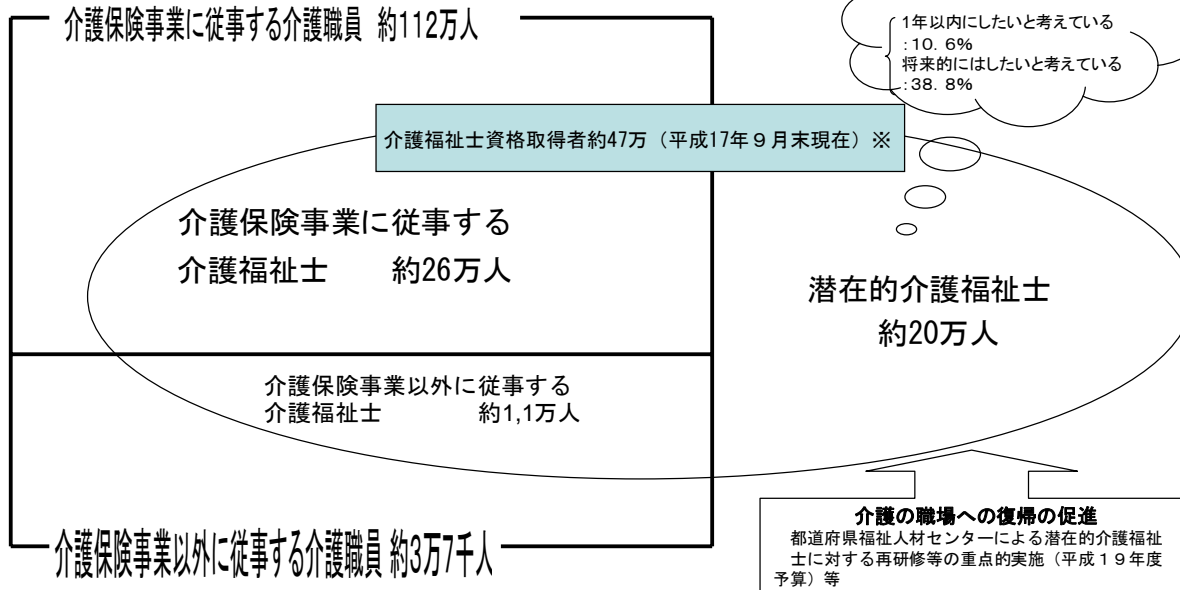 介護保険事業に従事する介護職員 約112万人
1年以内にしたいと考えている
:10.6%
将来的にはしたいと考えている
:38.8%
介護福祉士資格取得者約47万(平成17年9月末現在)※
介護保険事業に従事する
介護福祉士 約26万人
潜在的介護福祉士
約20万人
介護保険事業以外に従事する
介護福祉士 約1,1万人
介護保険事業以外に従事する介護職員 約3万7千人
介護の職場への復帰の促進
都道府県福祉人材センターによる潜在的介護福祉
士に対する再研修等の重点的実施(平成19年度
予算)等